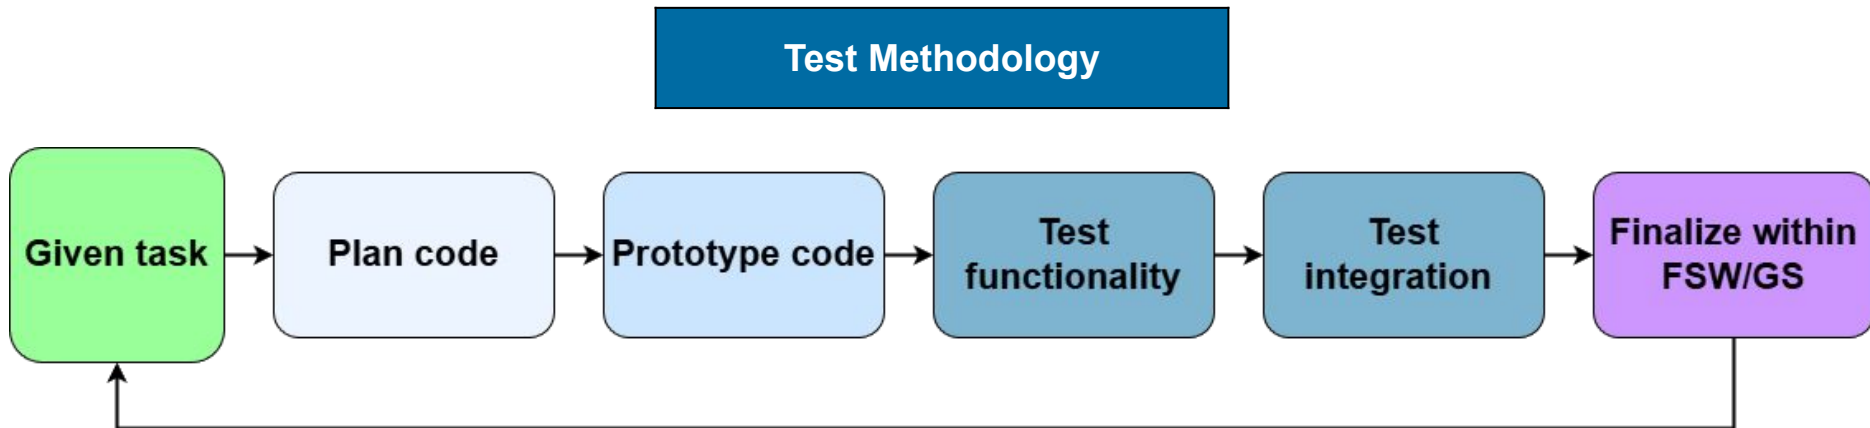 Test Methodology
Given task
Plan code
Prototype code
Test
functionality
Test
integration
Finalize within
FSW/GS